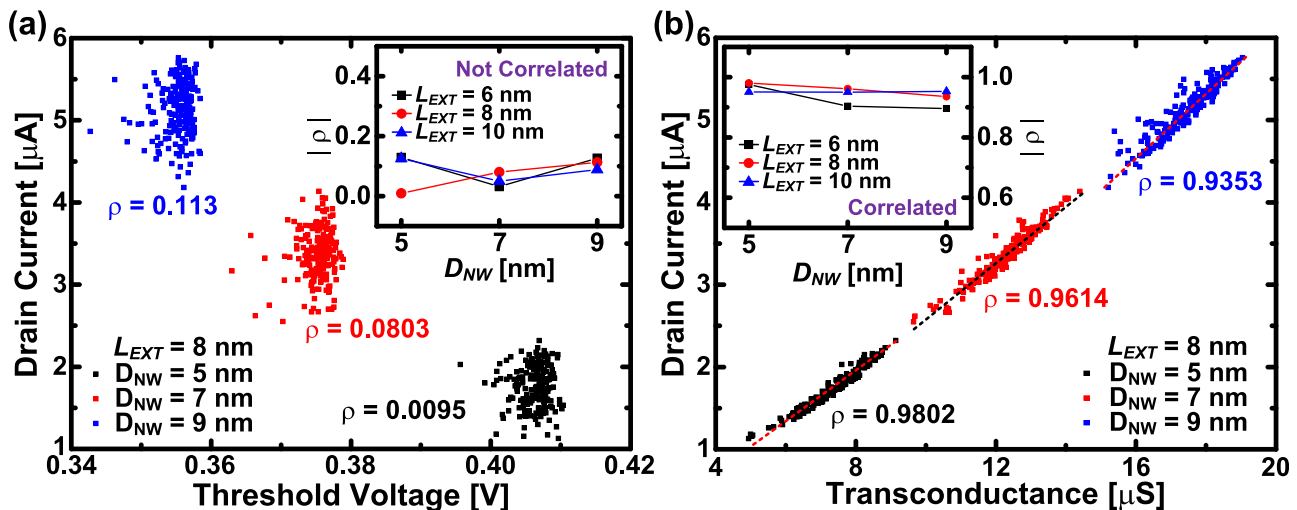 (a)
6
5
4
3
2
1
Drain Current [μA]
0.34
0.36
0.38
0.40
0.42
Threshold Voltage [V]
ρ = 0.113
ρ = 0.0803
ρ = 0.0095
L_EXT = 8 nm
D_NW = 5 nm
D_NW = 7 nm
D_NW = 9 nm
0.4
0.2
0.0
|ρ|
Not Correlated
L_EXT = 6 nm
L_EXT = 8 nm
L_EXT = 10 nm
5
7
9
D_NW [nm]
(b)
6
5
4
3
2
1
Drain Current [μA]
4
8
12
16
20
Transconductance [μS]
1.0
0.8
0.6
|ρ|
L_EXT = 6 nm
L_EXT = 8 nm
L_EXT = 10 nm
Correlated
5
7
9
D_NW [nm]
ρ = 0.9353
ρ = 0.9614
ρ = 0.9802
L_EXT = 8 nm
D_NW = 5 nm
D_NW = 7 nm
D_NW = 9 nm